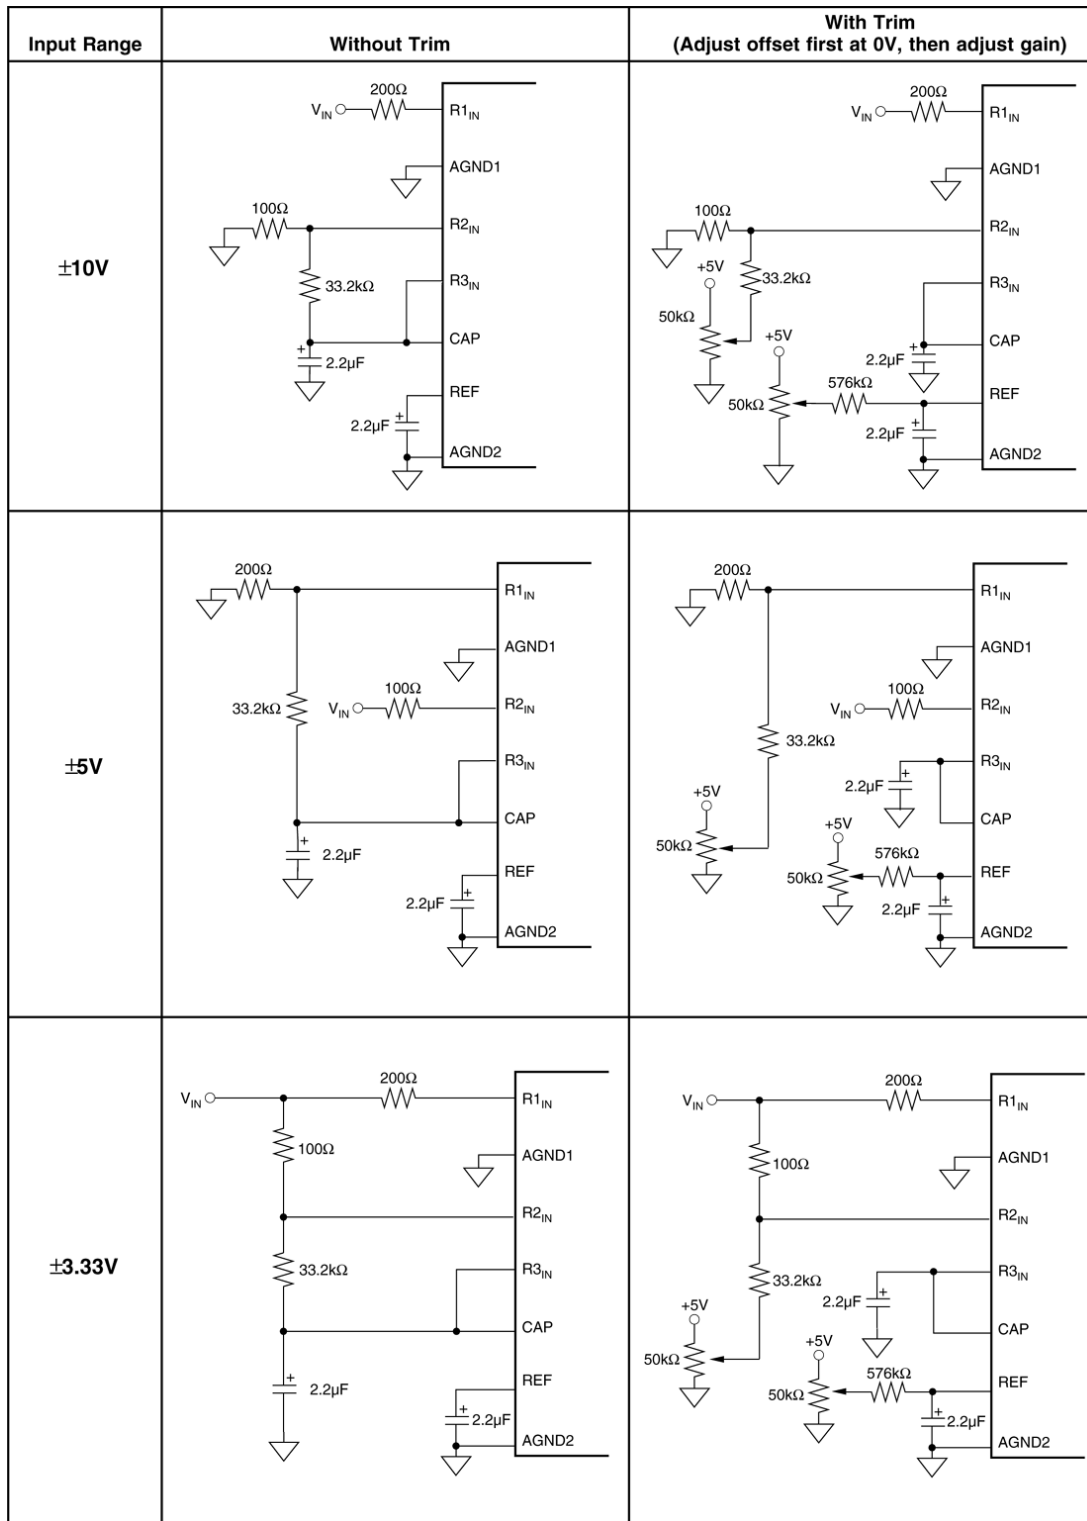 Input Range
Without Trim
With Trim
(Adjust offset first at 0V, then adjust gain)
±10V
200Ω
V_IN
R1_IN
AGND1
100Ω
R2_IN
33.2kΩ
R3_IN
CAP
+
2.2µF
REF
+
2.2µF
AGND2
200Ω
V_IN
R1_IN
AGND1
100Ω
R2_IN
+5V
33.2kΩ
R3_IN
50kΩ
+5V
CAP
+
2.2µF
576kΩ
REF
50kΩ
+
2.2µF
AGND2
±5V
200Ω
R1_IN
AGND1
100Ω
33.2kΩ
V_IN
R2_IN
R3_IN
CAP
+
2.2µF
REF
+
2.2µF
AGND2
200Ω
R1_IN
AGND1
100Ω
V_IN
R2_IN
33.2kΩ
R3_IN
+
2.2µF
+5V
CAP
+5V
50kΩ
576kΩ
REF
50kΩ
+
2.2µF
AGND2
±3.33V
200Ω
V_IN
R1_IN
100Ω
AGND1
R2_IN
33.2kΩ
R3_IN
CAP
+
2.2µF
REF
+
2.2µF
AGND2
200Ω
V_IN
R1_IN
100Ω
AGND1
R2_IN
33.2kΩ
R3_IN
+
2.2µF
+5V
CAP
+5V
50kΩ
576kΩ
REF
50kΩ
+
2.2µF
AGND2